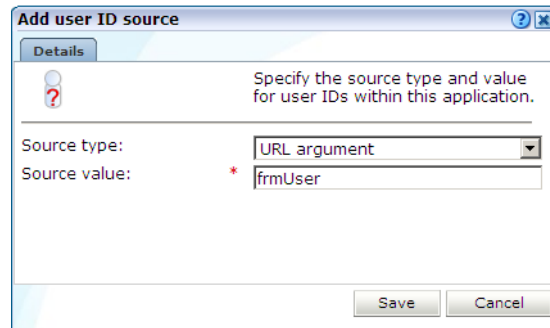 Add user ID source
Details
Specify the source type and value
for user IDs within this application.
Source type:
URL argument
Source value:
* frmUser
Save
Cancel